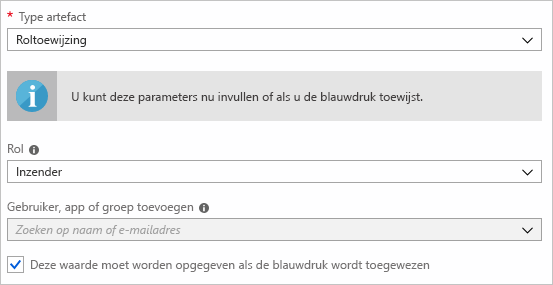 * Type artefact
Roltoewijzing
U kunt deze parameters nu invullen of als u de blauwdruk toewijst.
Rol
Inzender
Gebruiker, app of groep toevoegen
Zoeken op naam of e-mailadres
Deze waarde moet worden opgegeven als de blauwdruk wordt toegewezen